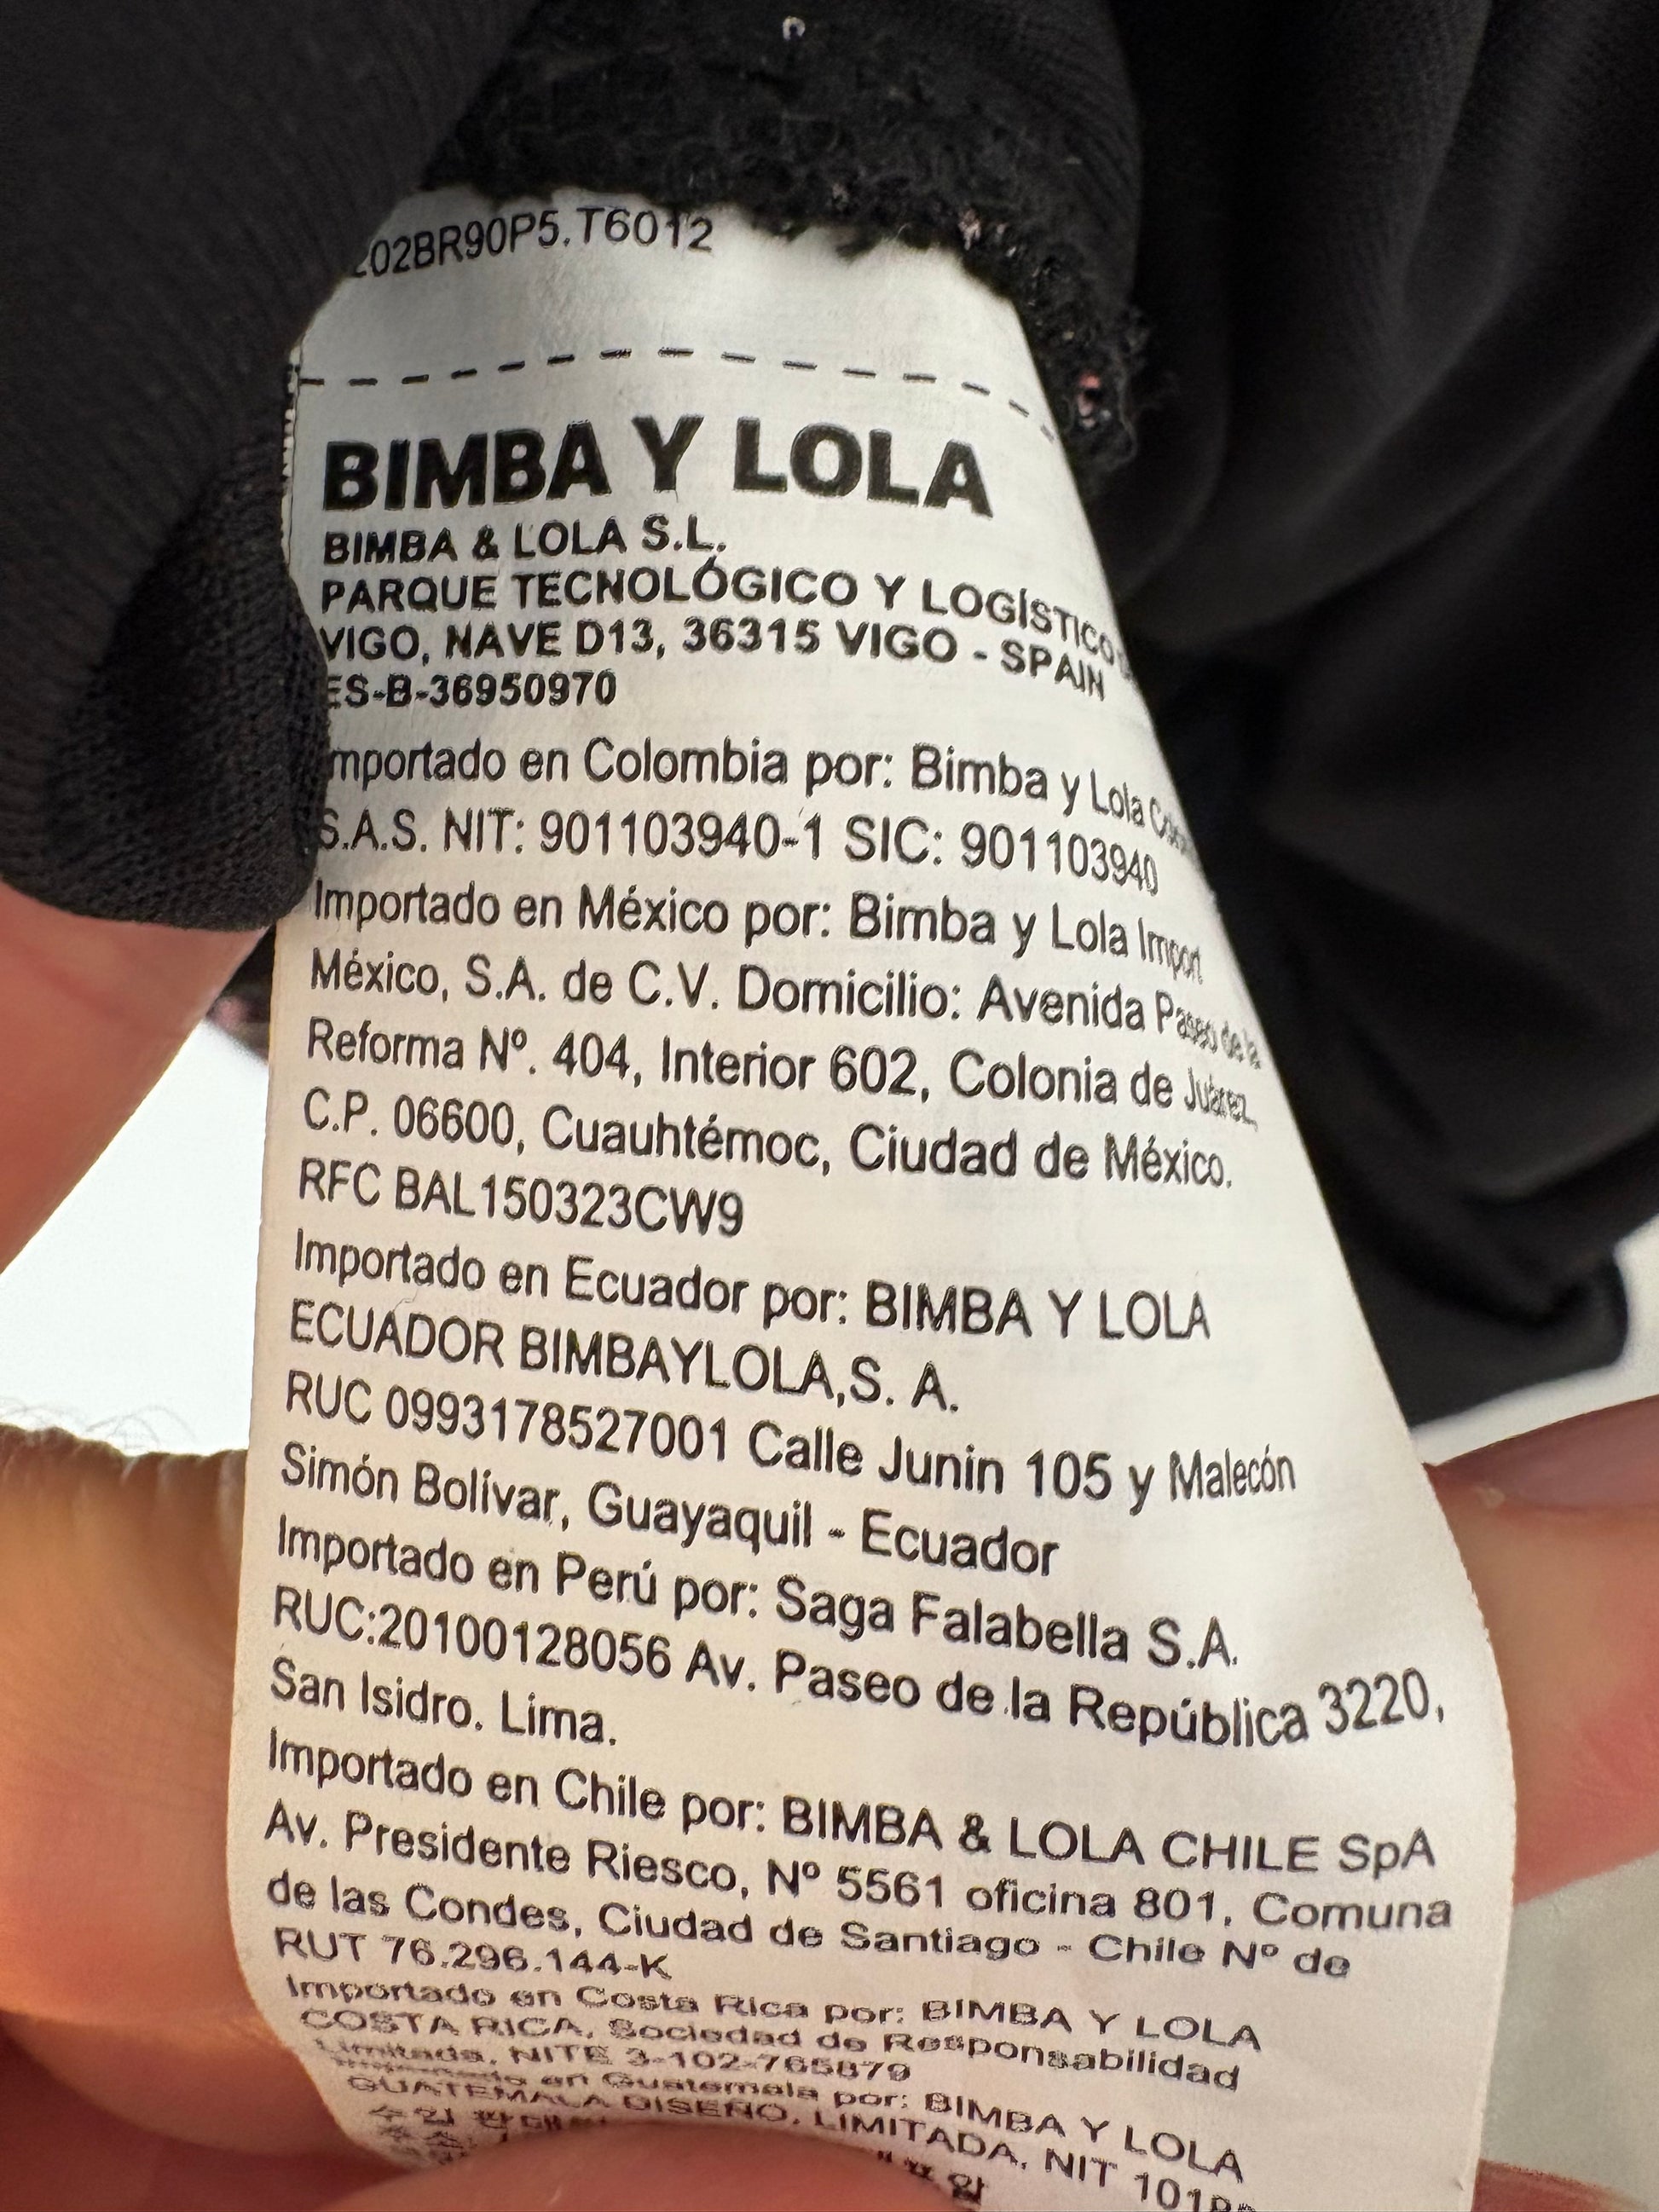 202BR90P5.T6012
BIMBA Y LOLA
BIMBA & LOLA S.L.
PARQUE TECNOLÓGICO Y LOGÍSTICO
VIGO, NAVE D13, 36315 VIGO - SPAIN
ES-B-36950970
Importado en Colombia por: Bimba y Lola
S.A.S. NIT: 901103940-1 SIC: 901103940
Importado en México por: Bimba y Lola Import
México, S.A. de C.V. Domicilio: Avenida Paseo de la
Reforma Nº. 404, Interior 602, Colonia de Juárez,
C.P. 06600, Cuauhtémoc, Ciudad de México.
RFC BAL150323CW9
Importado en Ecuador por: BIMBA Y LOLA
ECUADOR BIMBAYLOLA,S. A.
RUC 0993178527001 Calle Junin 105 y Malecón
Simón Bolívar, Guayaquil - Ecuador
Importado en Perú por: Saga Falabella S.A.
RUC:20100128056 Av. Paseo de la República 3220,
San Isidro. Lima.
Importado en Chile por: BIMBA & LOLA CHILE SpA
Av. Presidente Riesco, Nº 5561 oficina 801, Comuna
de las Condes, Ciudad de Santiago - Chile Nº de
RUT 76.296.144-K
Importado en Costa Rica por: BIMBA Y LOLA
COSTA RICA, Sociedad de Responsabilidad
Limitada, NITE 3-102-765879
Importado en Guatemala por: BIMBA Y LOLA
GUATEMALA DISEÑO, LIMITADA, NIT